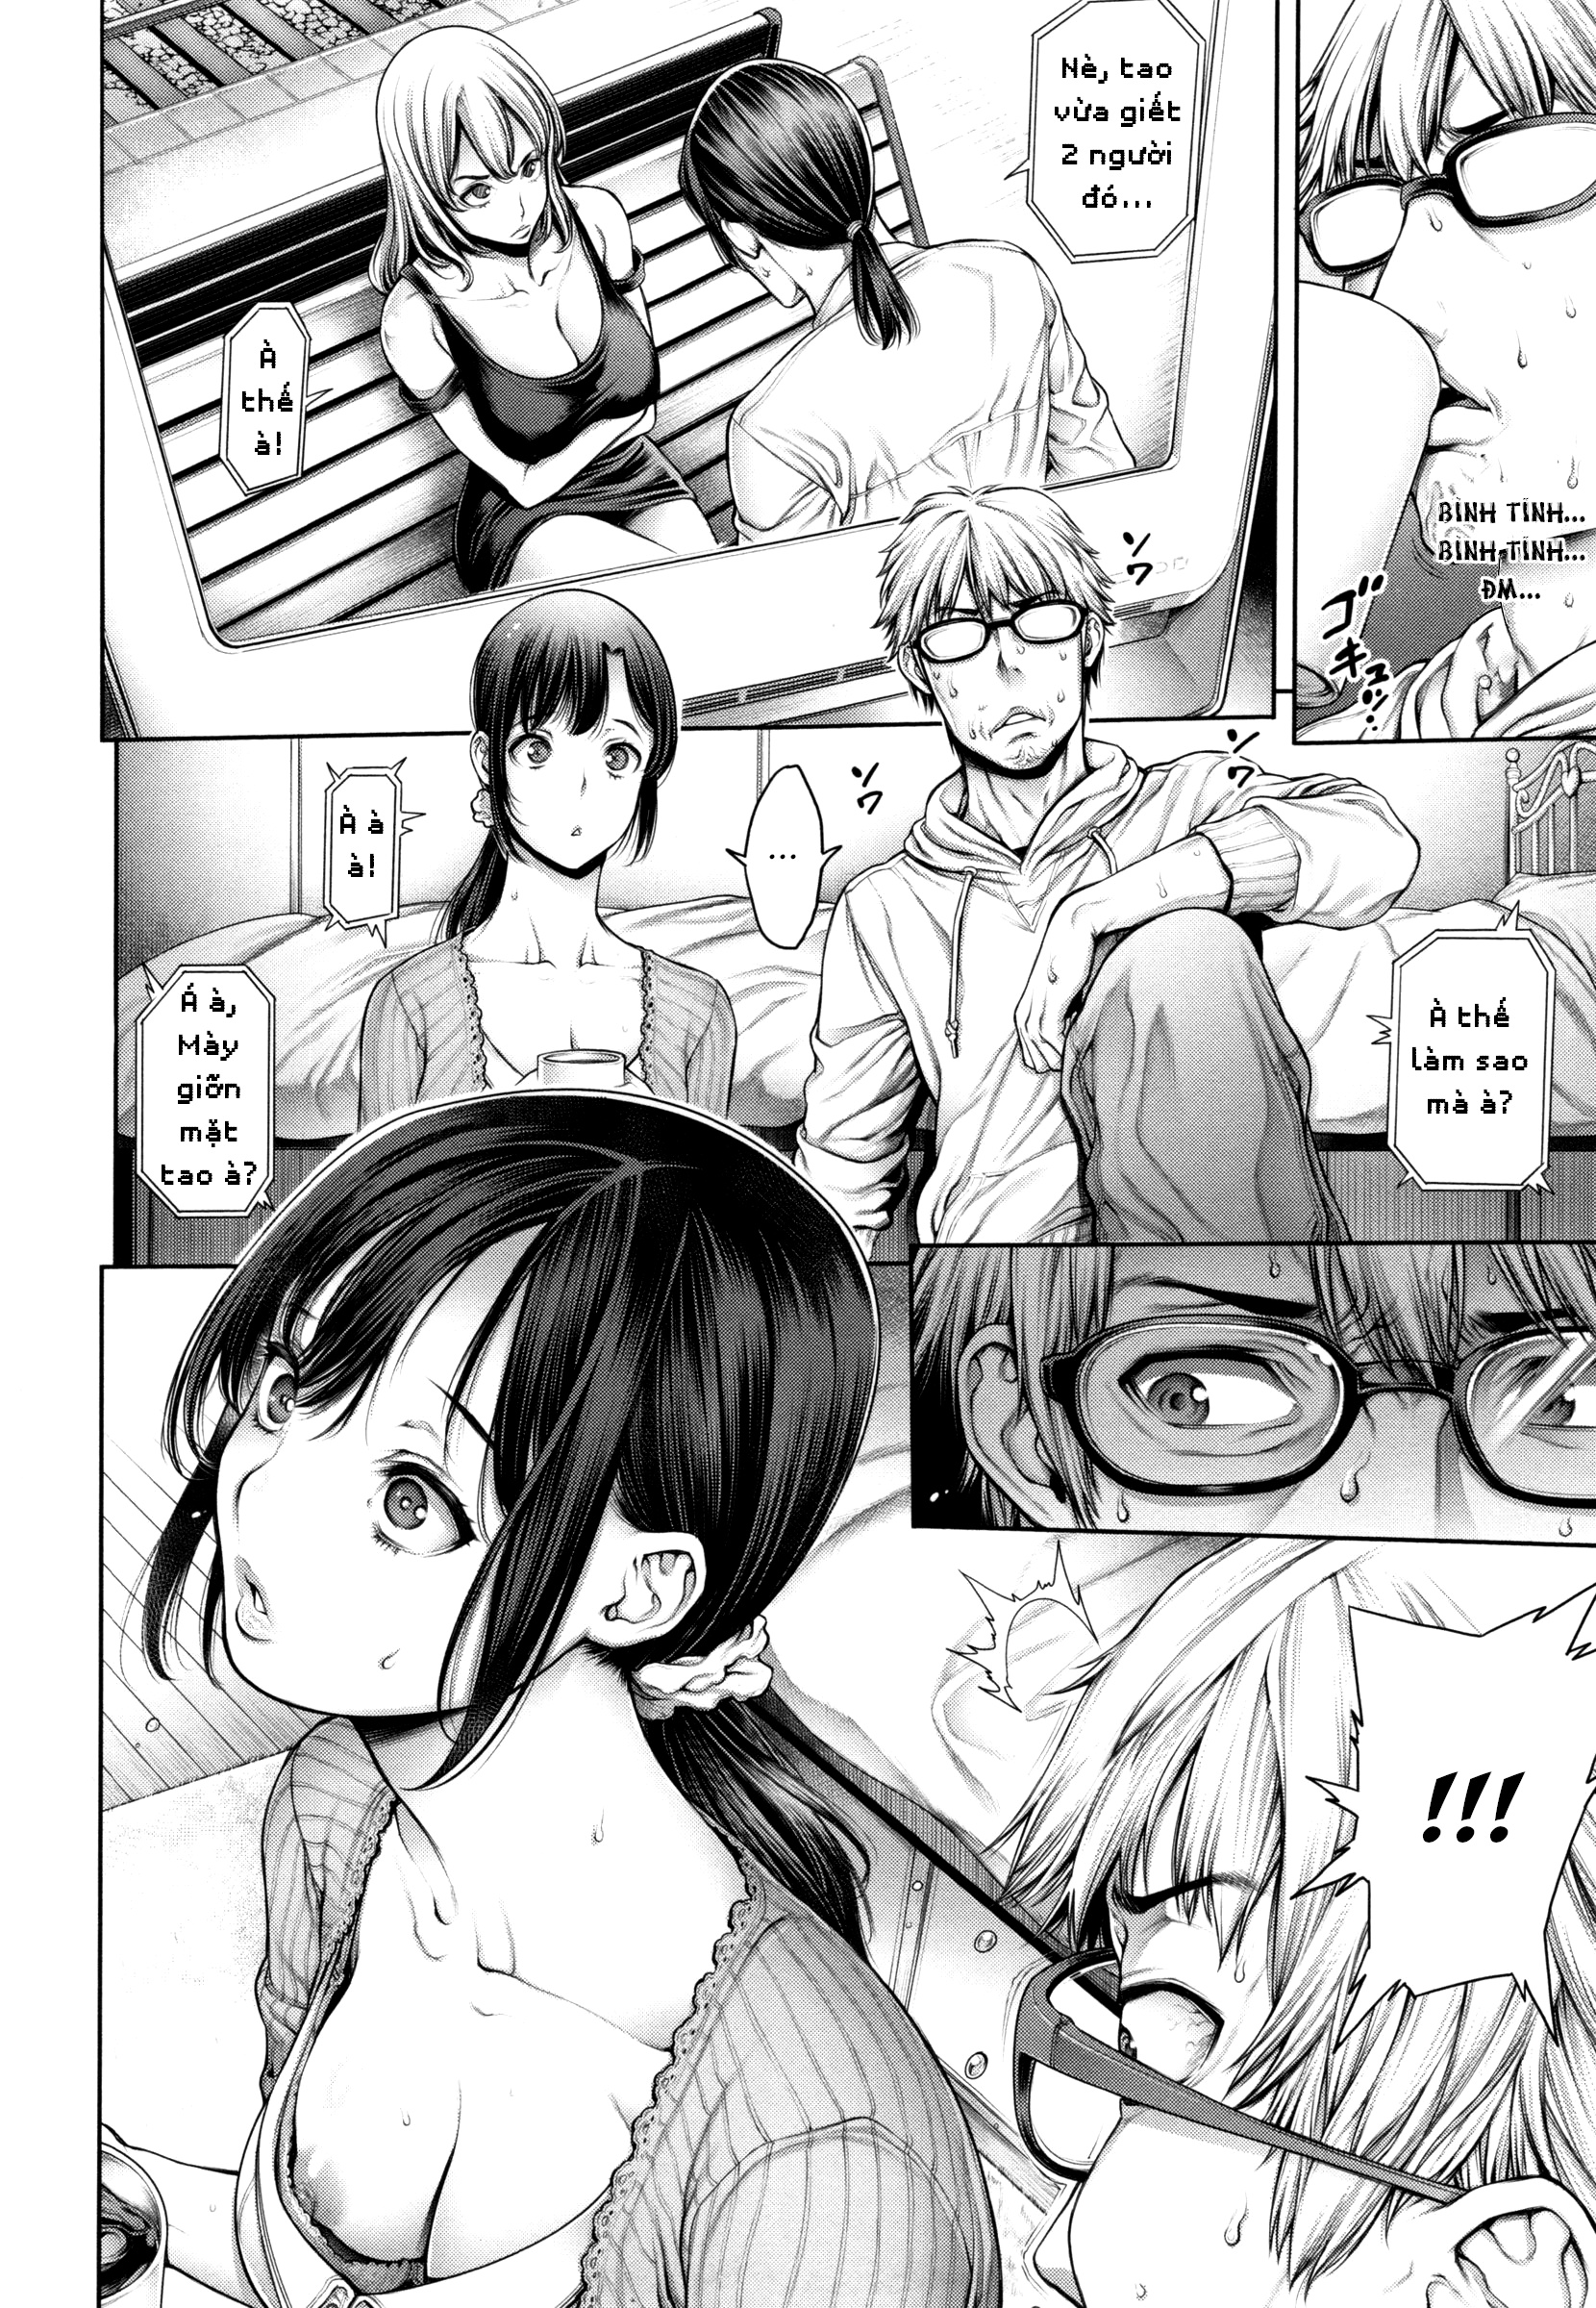 BÌNH TĨNH...
BÌNH TĨNH...
ĐM...
ゴキュッ…
Nè, tao
vừa giết
2 người
đó...
À
thế
à!
ソワ
ソワ
ソワ
À thế
làm sao
mà à?
...
À à
à!
Á à,
Mày
giỡn
mặt
tao à?
!!!